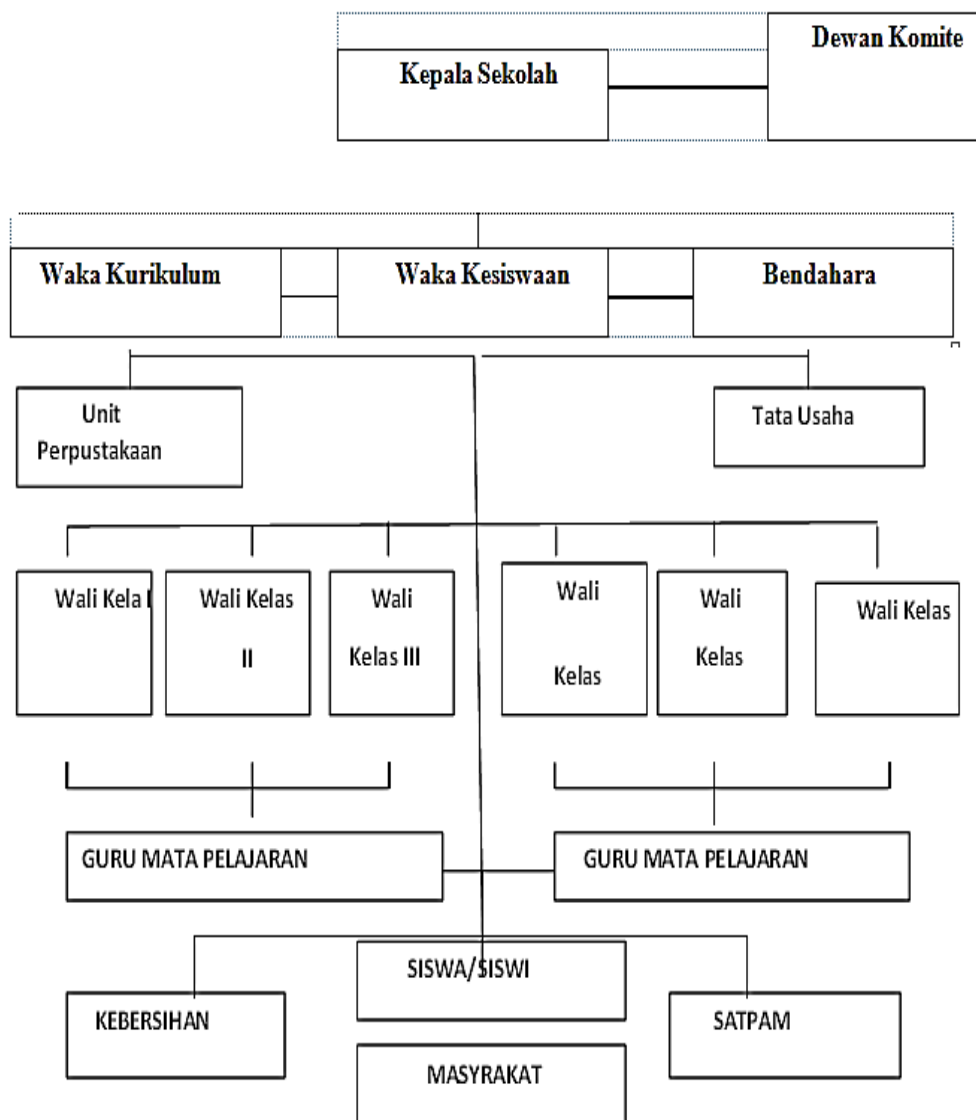 Dewan Komite
Kepala Sekolah
Waka Kurikulum
Waka Kesiswaan
Bendahara
Unit
Perpustakaan
Tata Usaha
Wali Kela I
Wali Kelas
II
Wali
Kelas III
Wali
Kelas
Wali
Kelas
Wali Kelas
GURU MATA PELAJARAN
GURU MATA PELAJARAN
SISWA/SISWI
KEBERSIHAN
SATPAM
MASYRAKAT